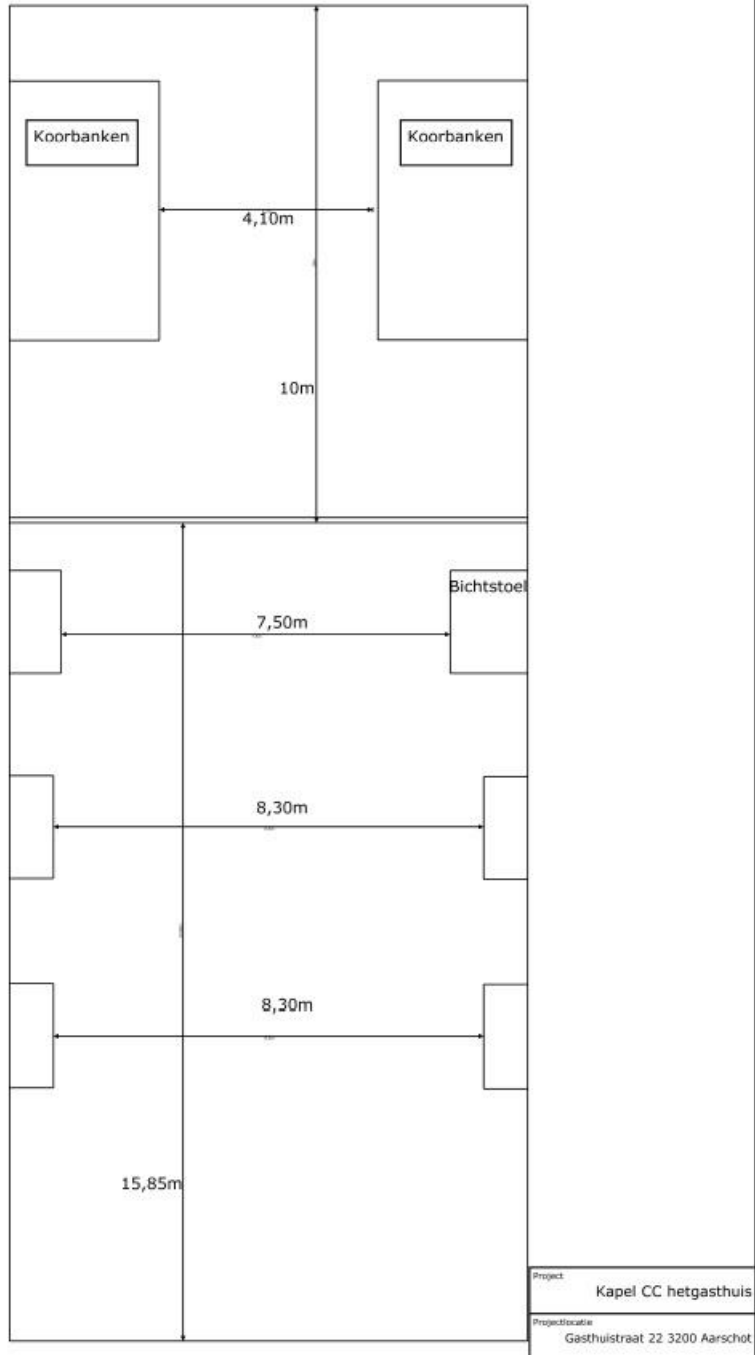 Koorbanken
Koorbanken
4,10m
10m
Bichtstoel
7,50m
8,30m
8,30m
15,85m
Project
Kapel CC hetgasthuis
Projectlocatie
Gasthuistraat 22 3200 Aarschot